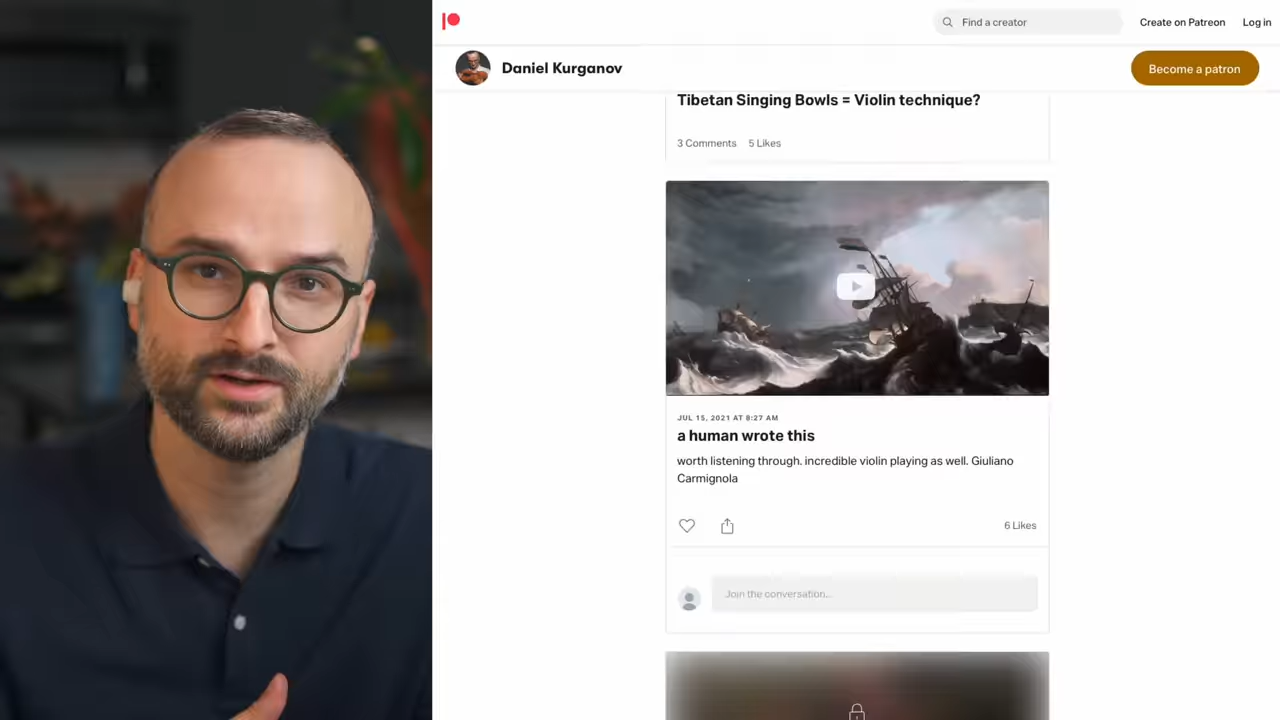 Find a creator
Create on Patreon
Log in
Daniel Kurganov
Become a patron
Tibetan Singing Bowls = Violin technique?
3 Comments
5 Likes
JUL 15, 2021 AT 8:27 AM
a human wrote this
worth listening through. incredible violin playing as well. Giuliano
Carmignola
6 Likes
Join the conversation...